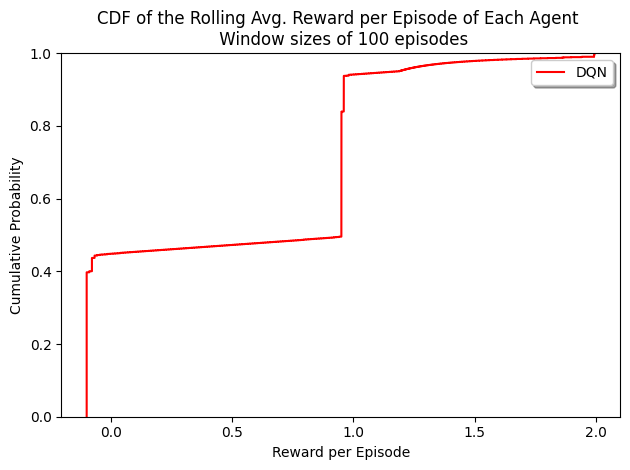 CDF of the Rolling Avg. Reward per Episode of Each Agent
Window sizes of 100 episodes
DQN
1.0
0.8
0.6
0.4
0.2
0.0
Cumulative Probability
0.0 0.5 1.0 1.5 2.0
Reward per Episode